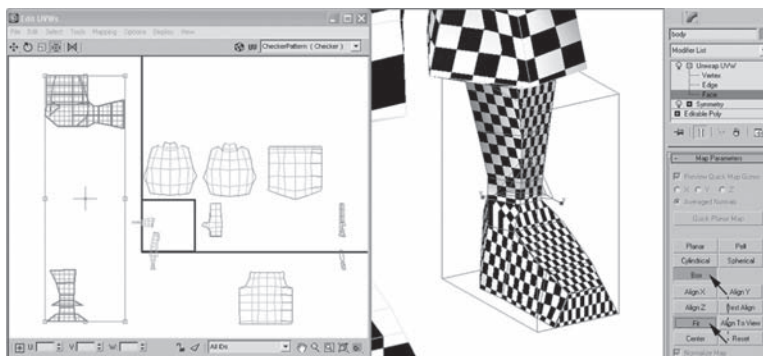 Edit UVWs
File Edit Select Tools Mapping Options Display View
UV CheckerPattern ( Checker )
U: V: W: All IDs
body
Modifier List
Unwrap UVW
Vertex
Edge
Face
Symmetry
Editable Poly
- Map Parameters
Preview Quick Map Gizmo
X Y Z
Averaged Normals
Quick Planar Map
Planar Pelt
Cylindrical Spherical
Box
Align X Align Y
Align Z Best Align
Fit Align To View
Center Reset
Normalize Map